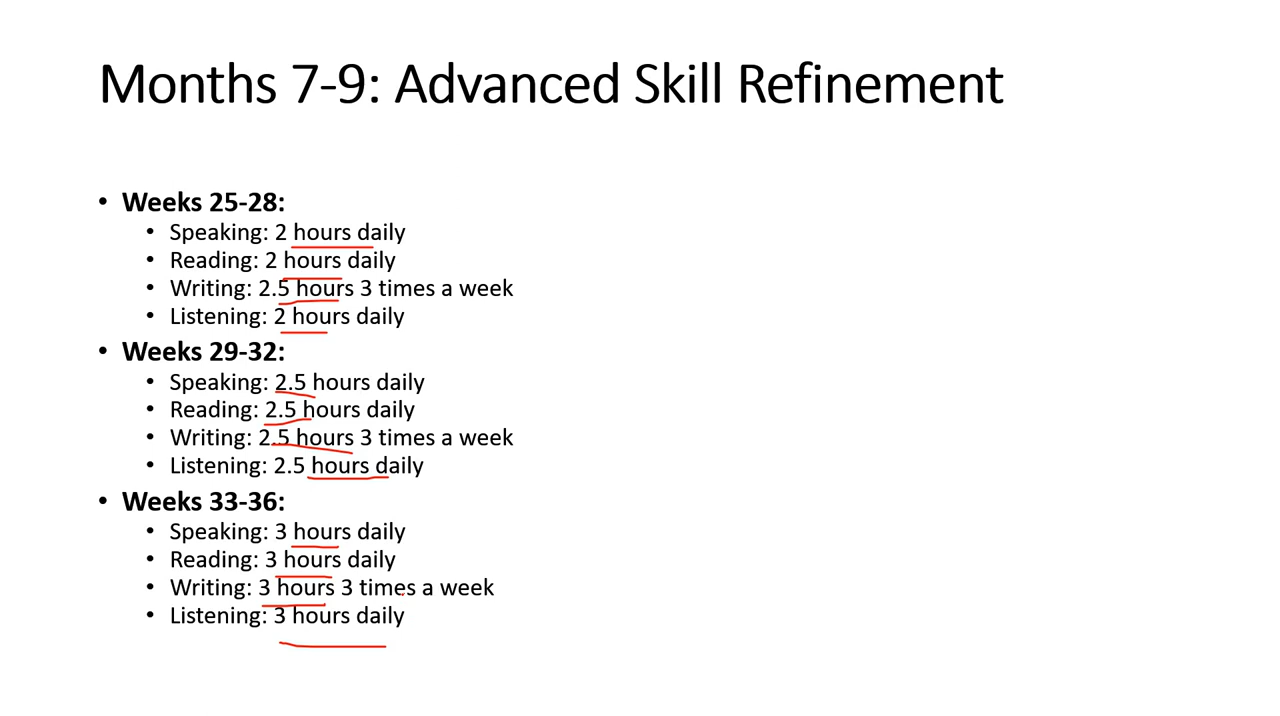 Months 7-9: Advanced Skill Refinement
• Weeks 25-28:
• Speaking: 2 hours daily
• Reading: 2 hours daily
• Writing: 2.5 hours 3 times a week
• Listening: 2 hours daily
• Weeks 29-32:
• Speaking: 2.5 hours daily
• Reading: 2.5 hours daily
• Writing: 2.5 hours 3 times a week
• Listening: 2.5 hours daily
• Weeks 33-36:
• Speaking: 3 hours daily
• Reading: 3 hours daily
• Writing: 3 hours 3 times a week
• Listening: 3 hours daily